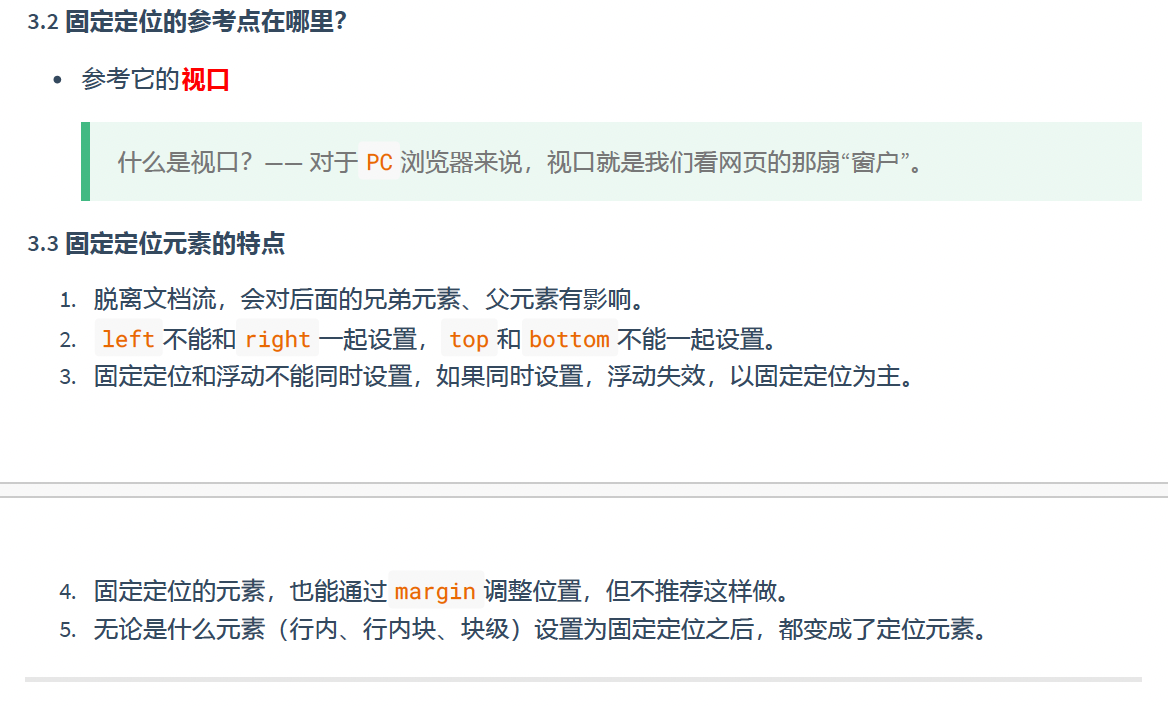 3.2 固定定位的参考点在哪里？
• 参考它的视口
什么是视口？—— 对于 PC 浏览器来说，视口就是我们看网页的那扇“窗户”。
3.3 固定定位元素的特点
1. 脱离文档流，会对后面的兄弟元素、父元素有影响。
2. left 不能和 right 一起设置， top 和 bottom 不能一起设置。
3. 固定定位和浮动不能同时设置，如果同时设置，浮动失效，以固定定位为主。
4. 固定定位的元素，也能通过 margin 调整位置，但不推荐这样做。
5. 无论是什么元素（行内、行内块、块级）设置为固定定位之后，都变成了定位元素。